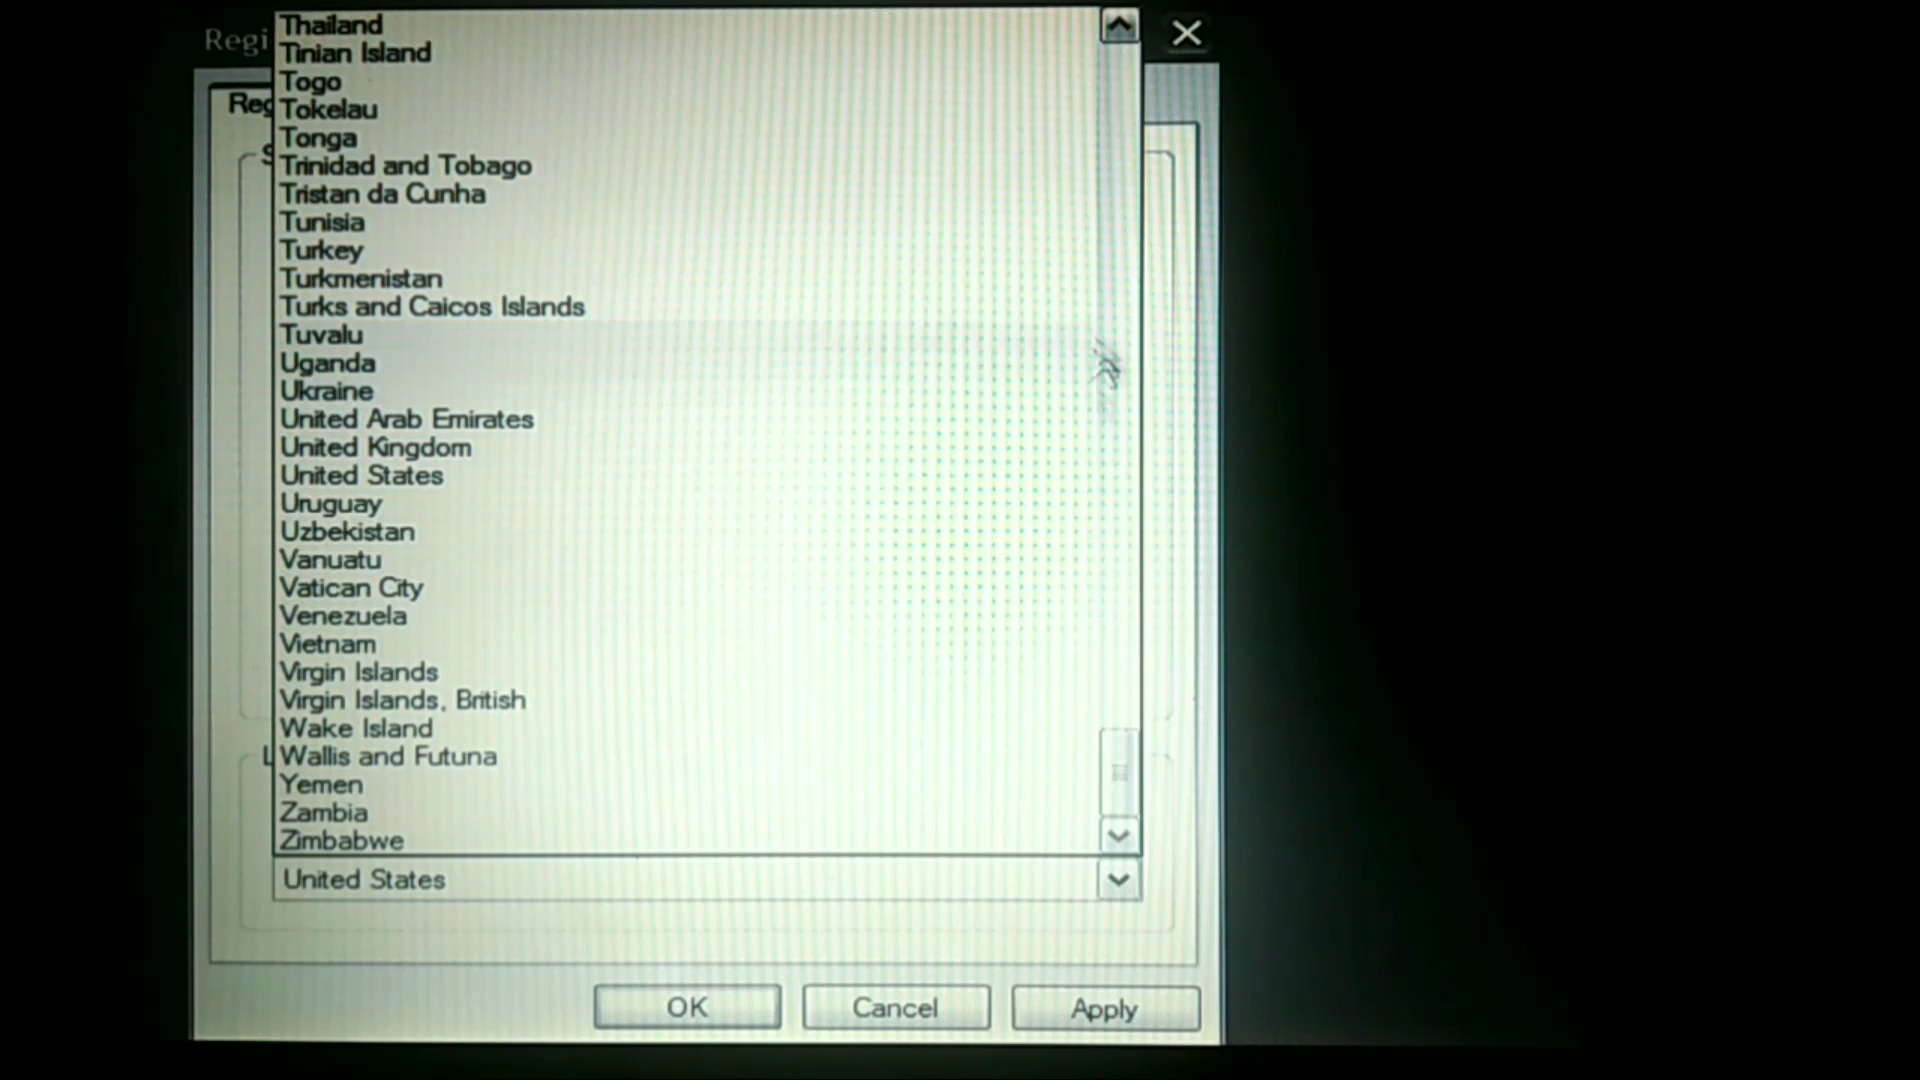 Regi
Reg
S
Thailand
Tinian Island
Togo
Tokelau
Tonga
Trinidad and Tobago
Tristan da Cunha
Tunisia
Turkey
Turkmenistan
Turks and Caicos Islands
Tuvalu
Uganda
Ukraine
United Arab Emirates
United Kingdom
United States
Uruguay
Uzbekistan
Vanuatu
Vatican City
Venezuela
Vietnam
Virgin Islands
Virgin Islands, British
Wake Island
L
Wallis and Futuna
Yemen
Zambia
Zimbabwe
United States
OK Cancel Apply